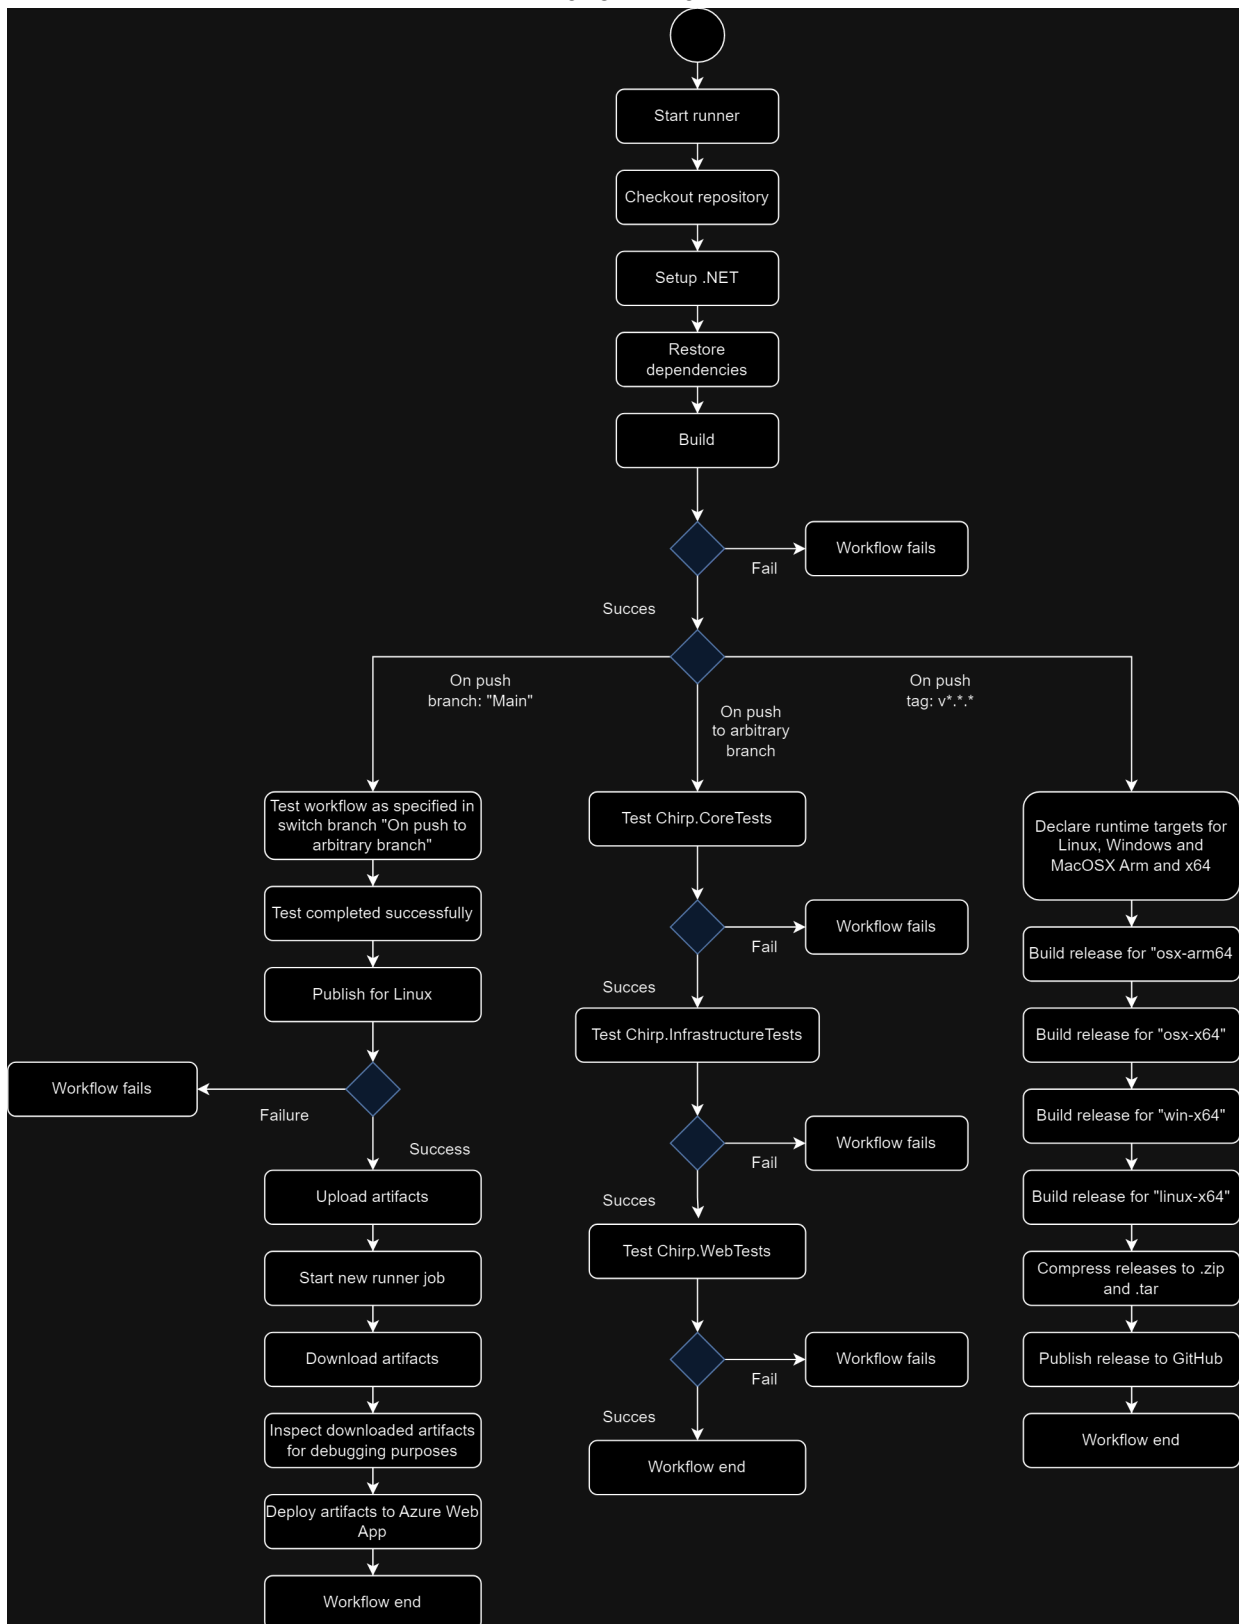 Start runner
Checkout repository
Setup .NET
Restore
dependencies
Build
Workflow fails
Fail
Succes
On push
branch: "Main"
On push
to arbitrary
branch
On push
tag: v*.*.*
Test workflow as specified in
switch branch "On push to
arbitrary branch"
Test completed successfully
Publish for Linux
Workflow fails
Failure
Success
Upload artifacts
Start new runner job
Download artifacts
Inspect downloaded artifacts
for debugging purposes
Deploy artifacts to Azure Web
App
Workflow end
Test Chirp.CoreTests
Workflow fails
Fail
Succes
Test Chirp.InfrastructureTests
Workflow fails
Fail
Succes
Test Chirp.WebTests
Workflow fails
Fail
Succes
Workflow end
Declare runtime targets for
Linux, Windows and
MacOSX Arm and x64
Build release for "osx-arm64
Build release for "osx-x64"
Build release for "win-x64"
Build release for "linux-x64"
Compress releases to .zip
and .tar
Publish release to GitHub
Workflow end